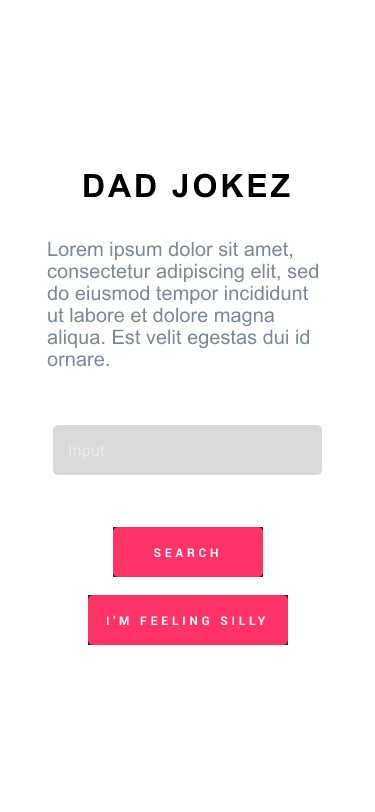 DAD JOKEZ
Lorem ipsum dolor sit amet,
consectetur adipiscing elit, sed
do eiusmod tempor incididunt
ut labore et dolore magna
aliqua. Est velit egestas dui id
ornare.
Input
SEARCH
I'M FEELING SILLY